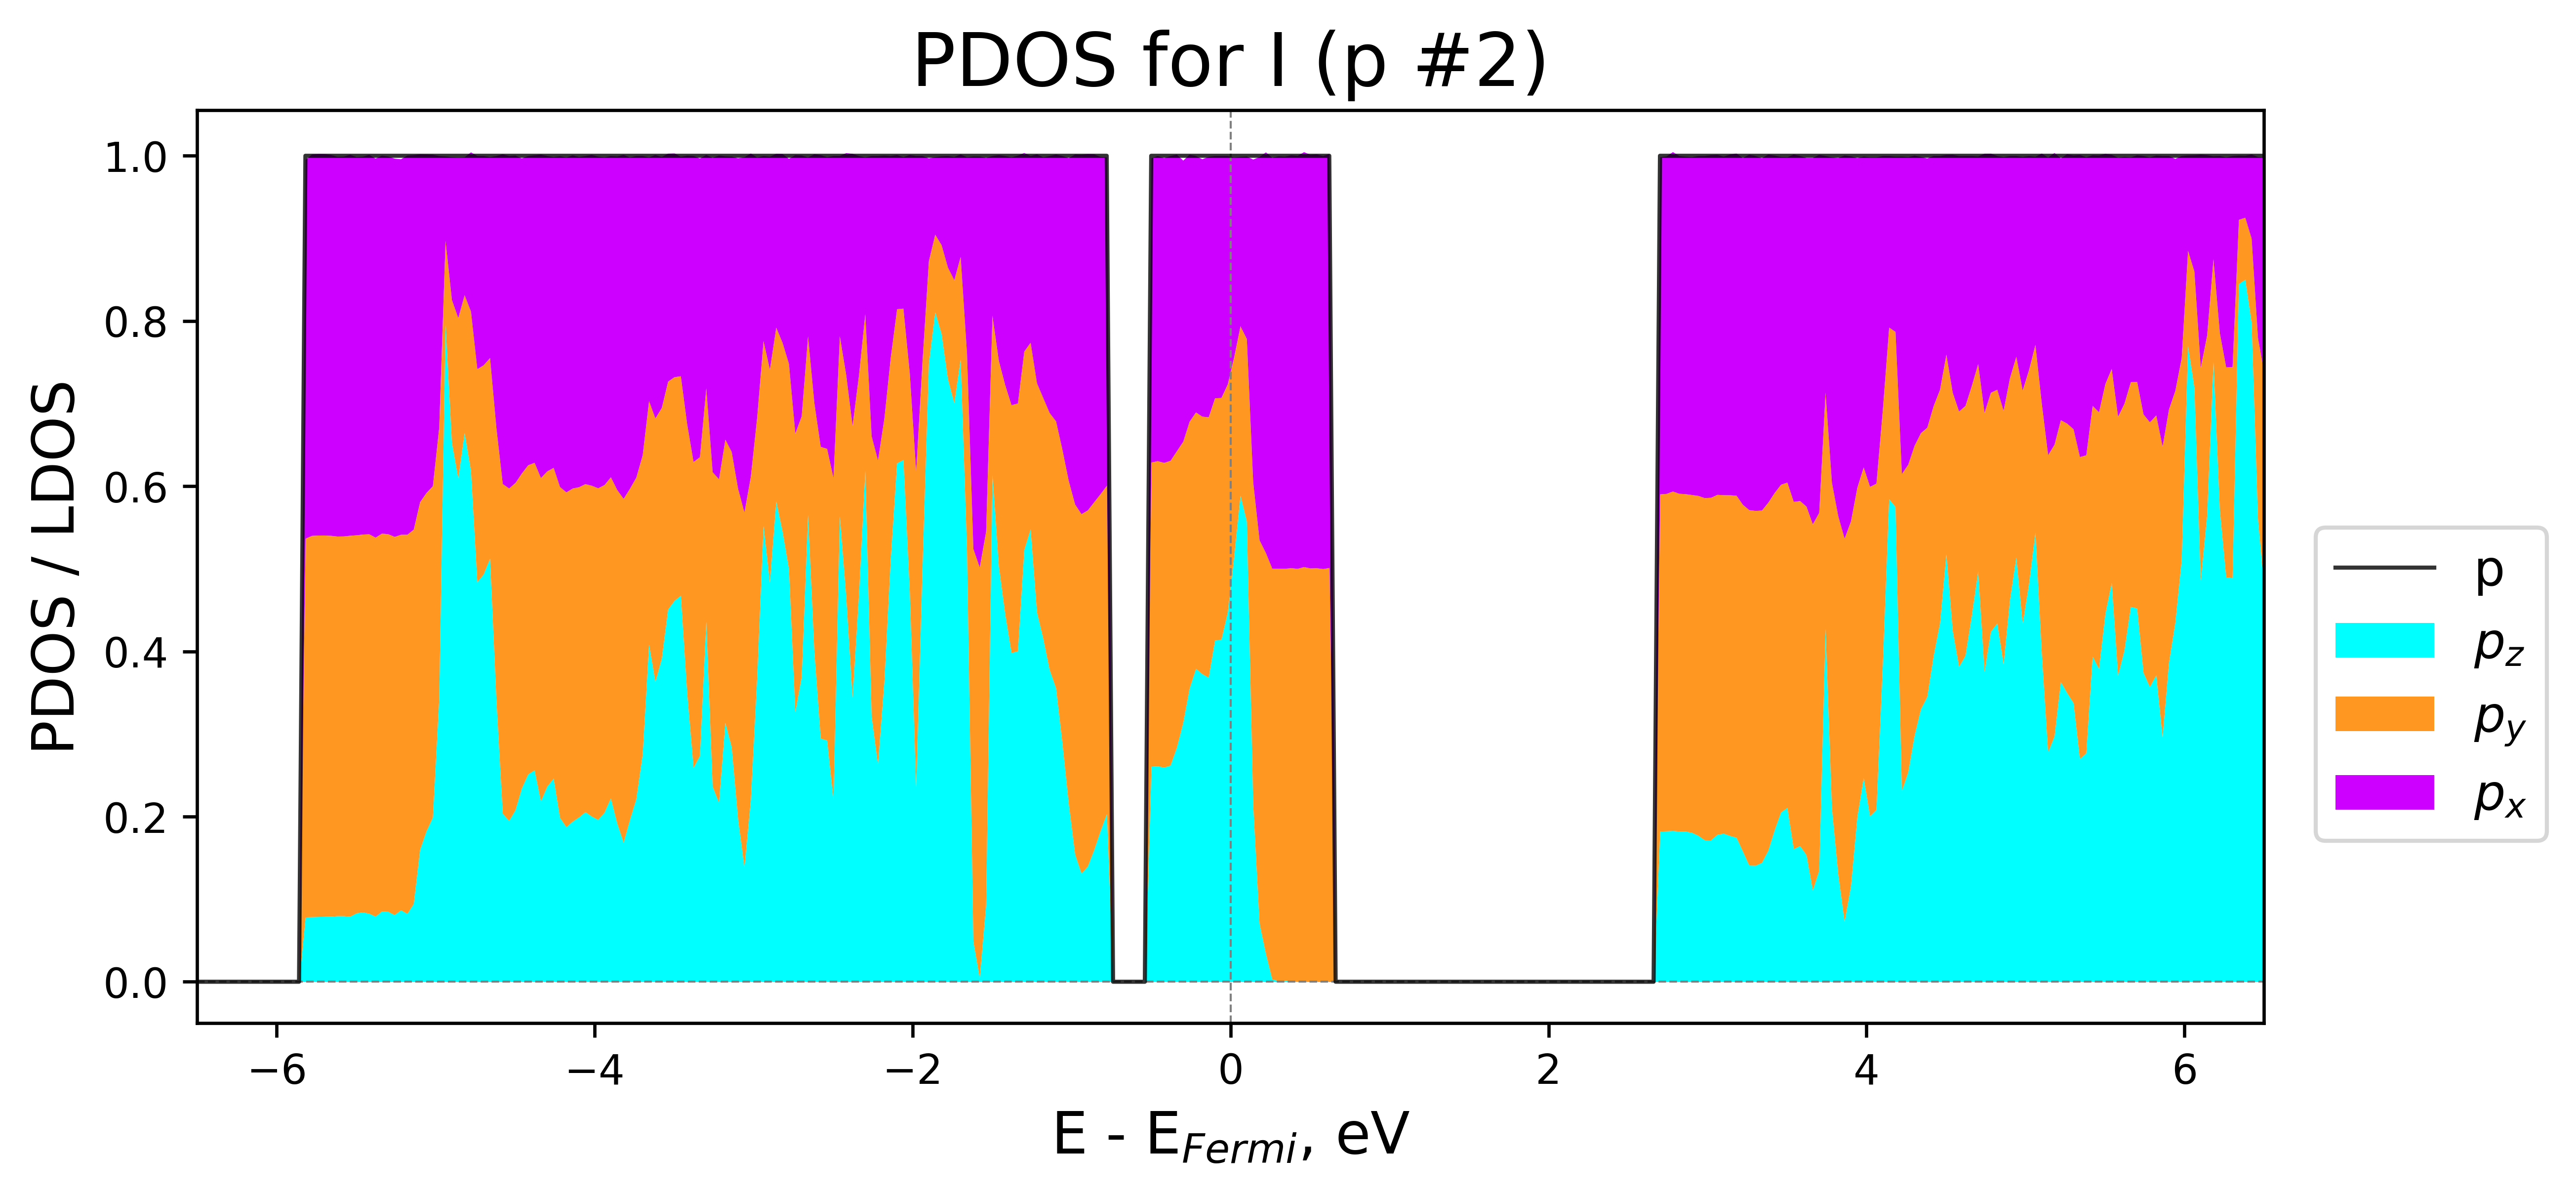 PDOS for I (p #2)
PDOS / LDOS
1.0
0.8
0.6
0.4
0.2
0.0
−6 −4 −2 0 2 4 6
E - E_Fermi, eV
p
p_z
p_y
p_x